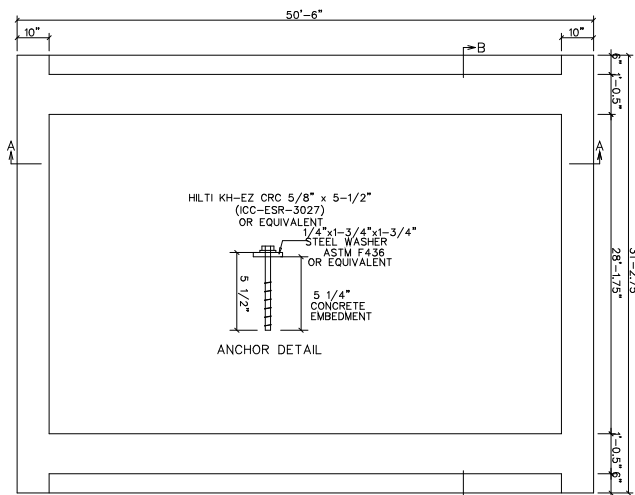 50'-6"
10"
10"
B
6"
1'-0.5"
A
A
HILTI KH-EZ CRC 5/8" x 5-1/2"
(ICC-ESR-3027)
OR EQUIVALENT
1/4"x1-3/4"x1-3/4"
STEEL WASHER
ASTM F436
OR EQUIVALENT
5 1/2"
5 1/4"
CONCRETE
EMBEDMENT
ANCHOR DETAIL
28'-1.75"
1'-0.5"
6"